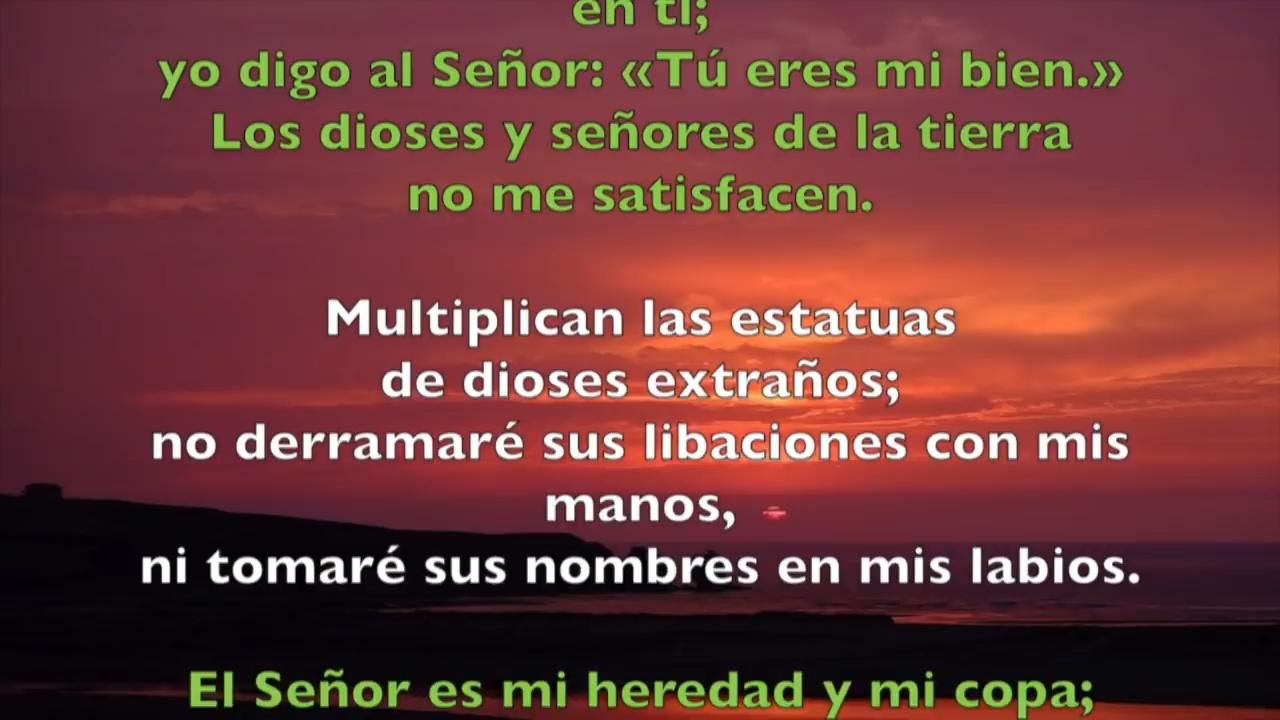 en ti;
yo digo al Señor: «Tú eres mi bien.»
Los dioses y señores de la tierra
no me satisfacen.
Multiplican las estatuas
de dioses extraños;
no derramaré sus libaciones con mis
manos,
ni tomaré sus nombres en mis labios.
El Señor es mi heredad y mi copa;